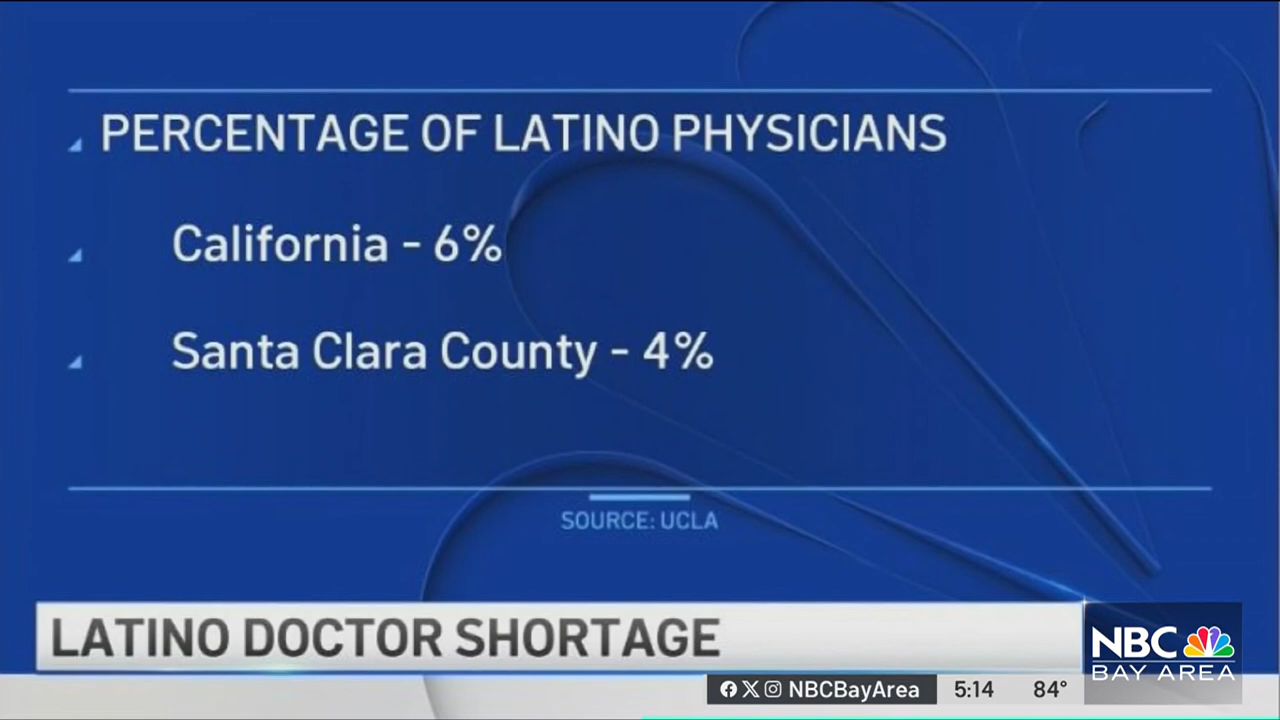 PERCENTAGE OF LATINO PHYSICIANS
California - 6%
Santa Clara County - 4%
SOURCE: UCLA
LATINO DOCTOR SHORTAGE
NBC
BAY AREA
NBCBayArea 5:14 84°